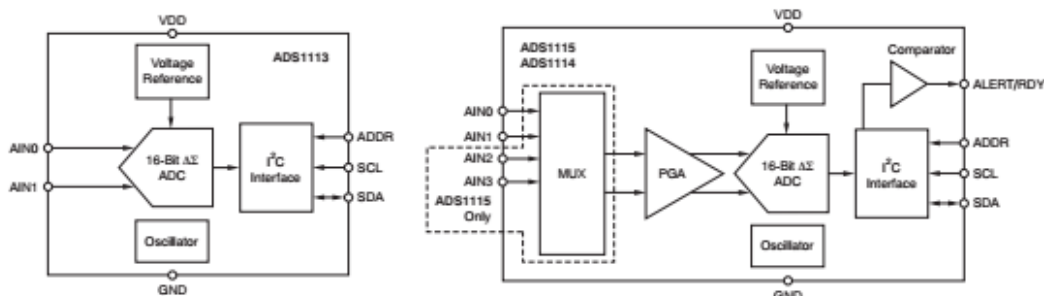 VDD
ADS1113
Voltage
Reference
AIN0
AIN1
16-Bit ΔΣ
ADC
I²C
Interface
ADDR
SCL
SDA
Oscillator
GND
VDD
ADS1115
ADS1114
Comparator
Voltage
Reference
ALERT/RDY
AIN0
AIN1
AIN2
AIN3
ADS1115
Only
MUX
PGA
16-Bit ΔΣ
ADC
I²C
Interface
ADDR
SCL
SDA
Oscillator
GND